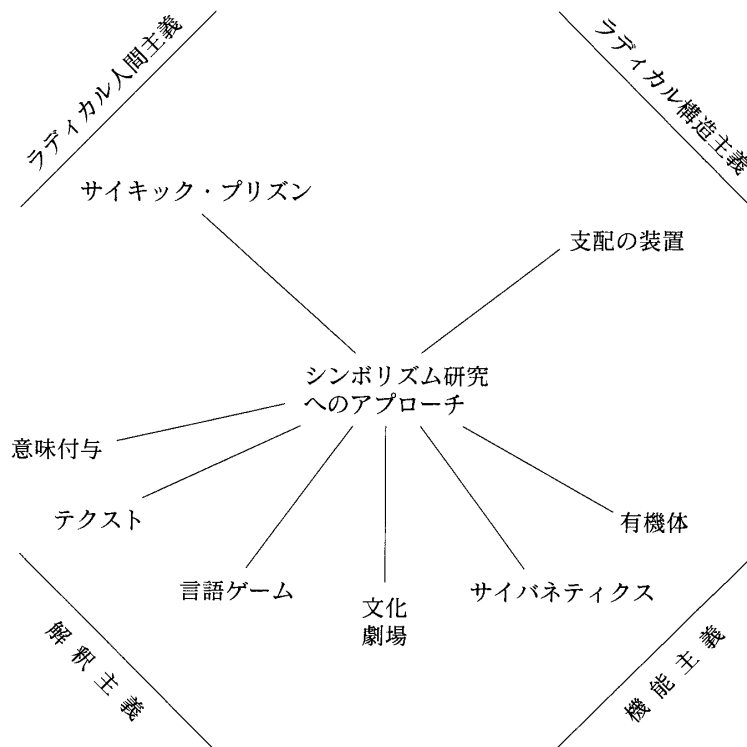 ラディカル人間主義
ラディカル構造主義
サイキック・プリズン
支配の装置
シンボリズム研究
へのアプローチ
意味付与
テクスト
有機体
言語ゲーム
文化
劇場
サイバネティクス
解釈主義
機能主義